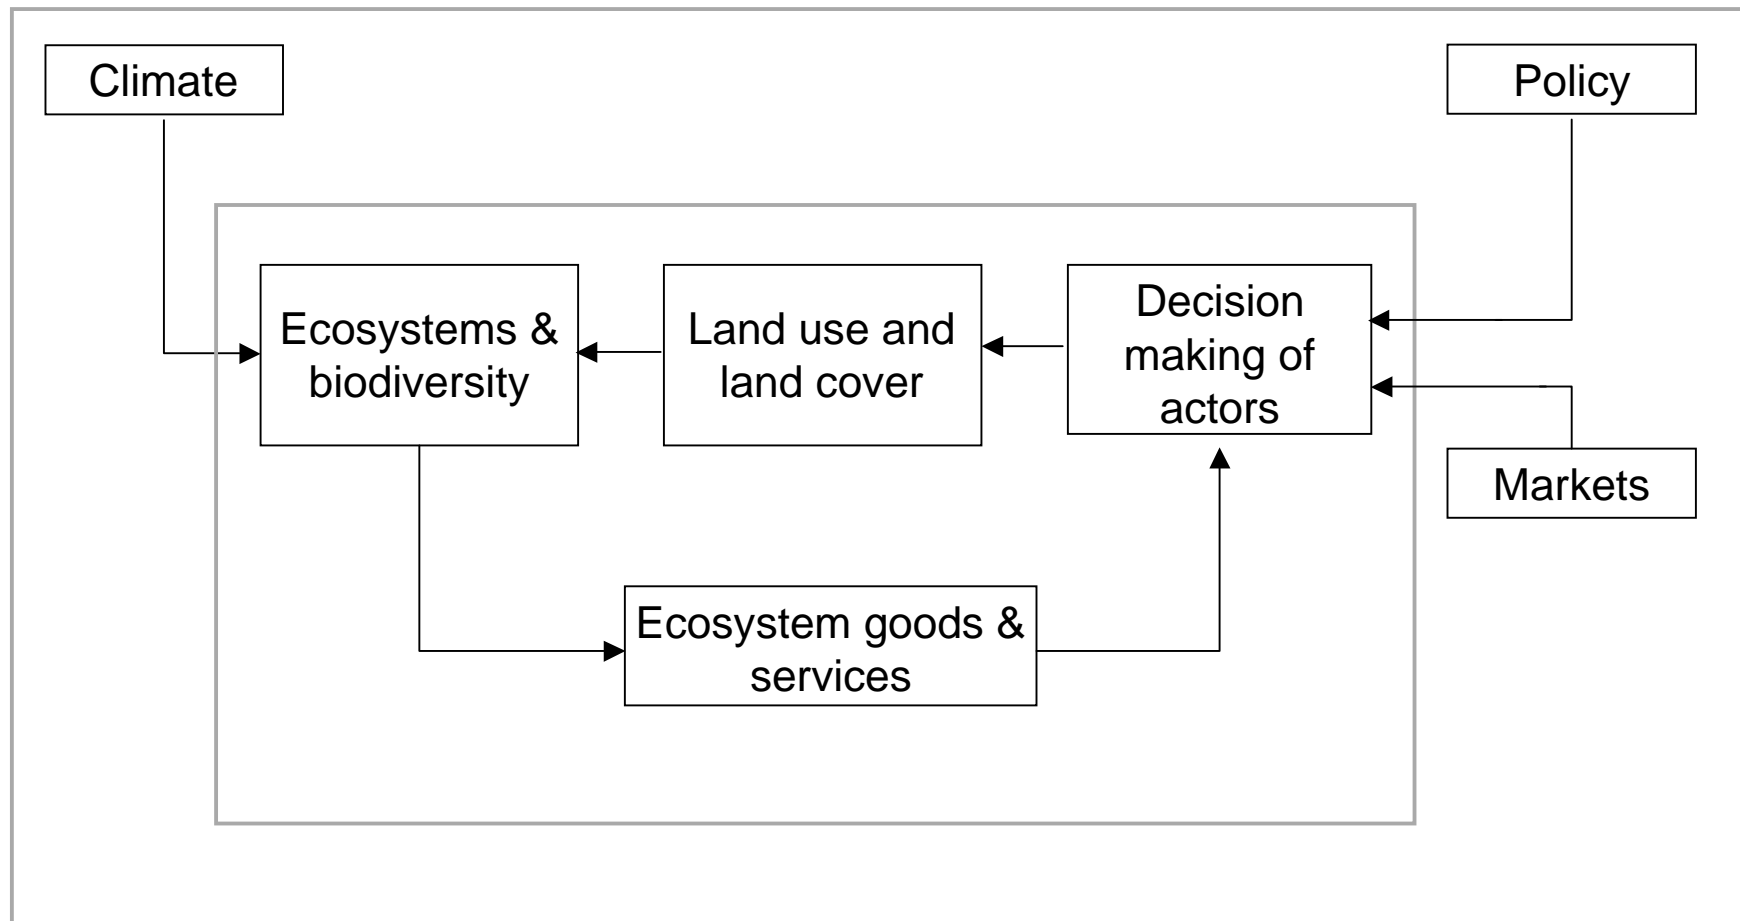 Climate
Policy
Ecosystems &
biodiversity
Land use and
land cover
Decision
making of
actors
Markets
Ecosystem goods &
services